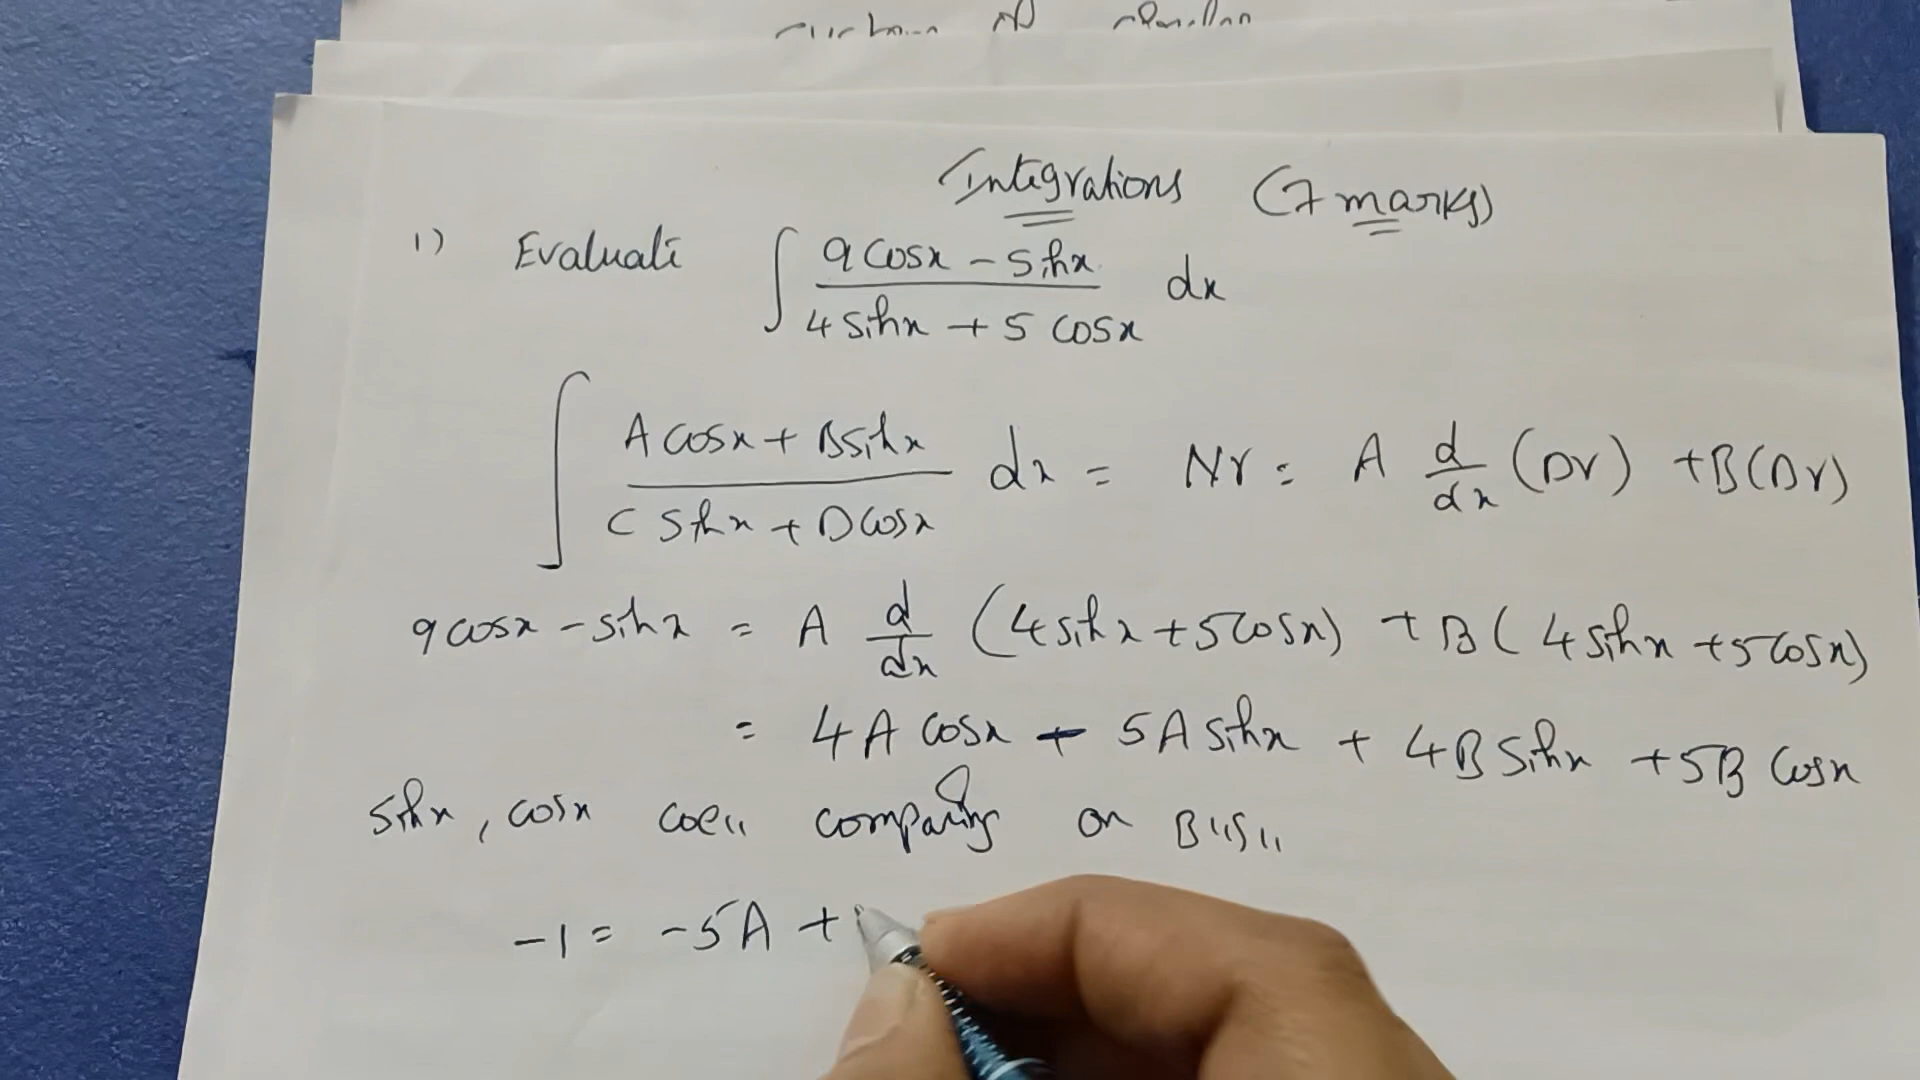 Integrations (7 marks)
1) Evaluate ∫ (9 cosx - sinx)/(4 sinx + 5 cosx) dx
∫ (A cosx + B sinx)/(C sinx + D cosx) dx = Nr = A d/dx (Dr) + B(Dr)
9 cosx - sinx = A d/dx (4 sinx + 5 cosx) + B (4 sinx + 5 cosx)
= 4A cosx - 5A sinx + 4B sinx + 5B cosx
sinx, cosx coe11 comparing on B11S11
-1 = -5A +